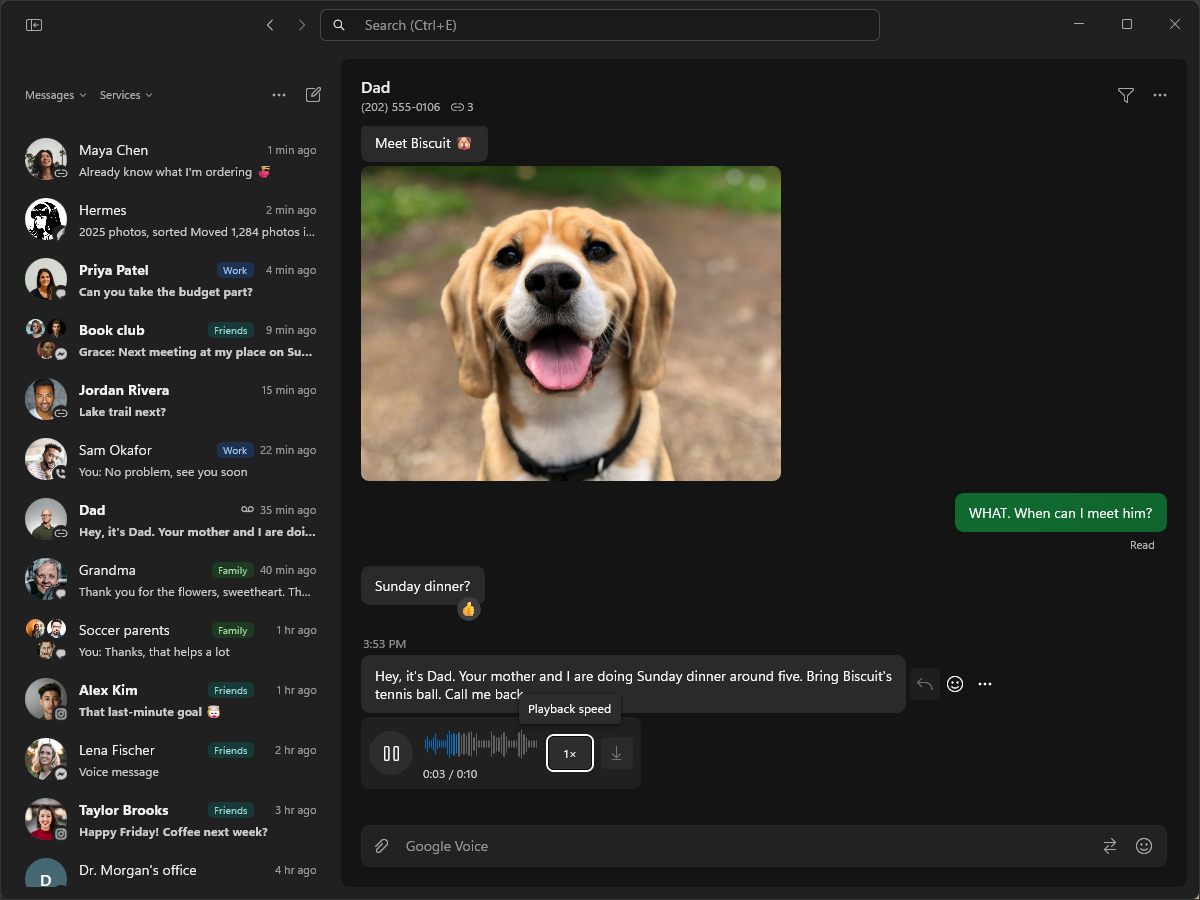 Search (Ctrl+E)
Messages
Services
Maya Chen
1 min ago
Already know what I'm ordering
Hermes
2 min ago
2025 photos, sorted Moved 1,284 photos i...
Priya Patel
Work
4 min ago
Can you take the budget part?
Book club
Friends
9 min ago
Grace: Next meeting at my place on Su...
Jordan Rivera
15 min ago
Lake trail next?
Sam Okafor
Work
22 min ago
You: No problem, see you soon
Dad
35 min ago
Hey, it's Dad. Your mother and I are doi...
Grandma
Family
40 min ago
Thank you for the flowers, sweetheart. Th...
Soccer parents
Family
1 hr ago
You: Thanks, that helps a lot
Alex Kim
Friends
1 hr ago
That last-minute goal
Lena Fischer
Friends
2 hr ago
Voice message
Taylor Brooks
Friends
3 hr ago
Happy Friday! Coffee next week?
D
Dr. Morgan's office
4 hr ago
Dad
(202) 555-0106
3
Meet Biscuit
WHAT. When can I meet him?
Read
Sunday dinner?
3:53 PM
Hey, it's Dad. Your mother and I are doing Sunday dinner around five. Bring Biscuit's
tennis ball. Call me back
Playback speed
0:03 / 0:10
1×
Google Voice